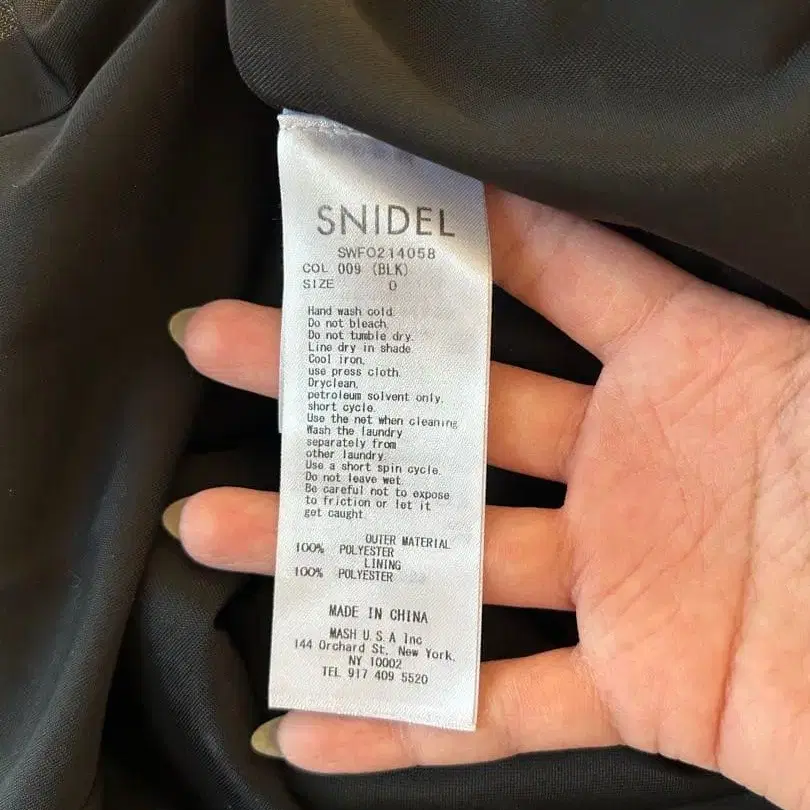 SNIDEL
SWFO214058
COL 009 (BLK)
SIZE 0
Hand wash cold.
Do not bleach.
Do not tumble dry.
Line dry in shade.
Cool iron.
use press cloth.
Dryclean.
petroleum solvent only.
short cycle.
Use the net when cleaning
Wash the laundry
separately from
other laundry.
Use a short spin cycle.
Do not leave wet.
Be careful not to expose
to friction or let it
get caught.
OUTER MATERIAL
100% POLYESTER
LINING
100% POLYESTER
MADE IN CHINA
MASH U.S.A Inc
144 Orchard St. New York.
NY 10002
TEL 917 409 5520